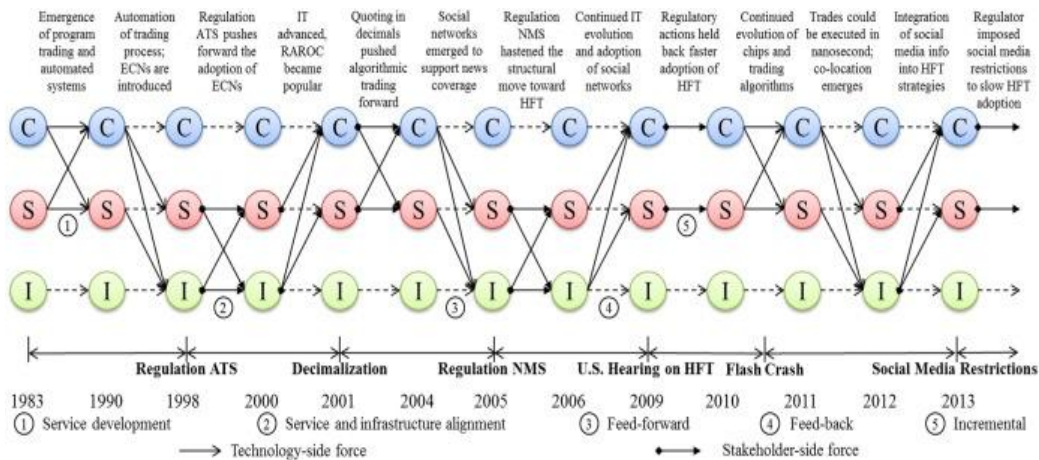 Emergence of program trading and automated systems
Automation of trading process; ECNs are introduced
Regulation ATS pushes forward the adoption of ECNs
IT advanced, RAROC became popular
Quoting in decimals pushed algorithmic trading forward
Social networks emerged to support news coverage
Regulation NMS hastened the structural move toward HFT
Continued IT evolution and adoption of social networks
Regulatory actions held back faster adoption of HFT
Continued evolution of chips and trading algorithms
Trades could be executed in nanosecond; co-location emerges
Integration of social media info into HFT strategies
Regulator imposed social media restrictions to slow HFT adoption
C C C C C C C C C C C C C
S S S S S S S S S S S S S
1 5
I I I I I I I I I I I I I
2 3 4
Regulation ATS Decimalization Regulation NMS U.S. Hearing on HFT Flash Crash Social Media Restrictions
1983 1990 1998 2000 2001 2004 2005 2006 2009 2010 2011 2012 2013
1 Service development 2 Service and infrastructure alignment 3 Feed-forward 4 Feed-back 5 Incremental
Technology-side force Stakeholder-side force